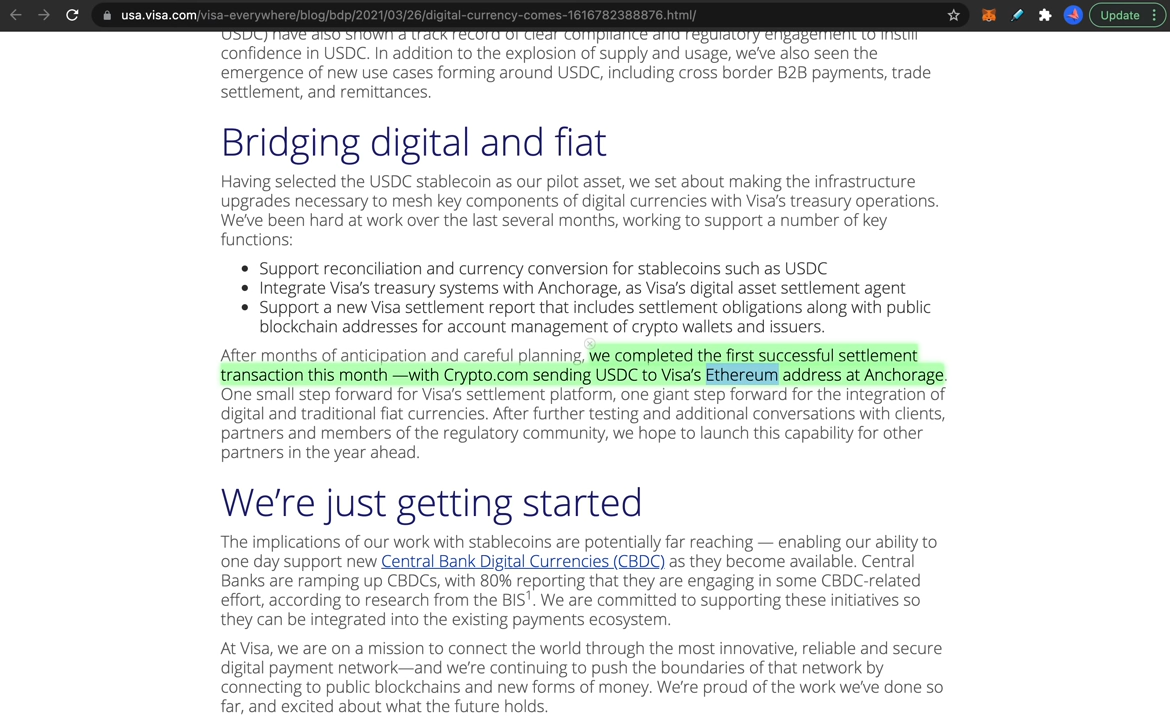 usa.visa.com/visa-everywhere/blog/bdp/2021/03/26/digital-currency-comes-1616782388876.html/
Update
USDC) have also shown a track record of clear compliance and regulatory engagement to instill
confidence in USDC. In addition to the explosion of supply and usage, we’ve also seen the
emergence of new use cases forming around USDC, including cross border B2B payments, trade
settlement, and remittances.
Bridging digital and fiat
Having selected the USDC stablecoin as our pilot asset, we set about making the infrastructure
upgrades necessary to mesh key components of digital currencies with Visa’s treasury operations.
We’ve been hard at work over the last several months, working to support a number of key
functions:
• Support reconciliation and currency conversion for stablecoins such as USDC
• Integrate Visa’s treasury systems with Anchorage, as Visa’s digital asset settlement agent
• Support a new Visa settlement report that includes settlement obligations along with public
blockchain addresses for account management of crypto wallets and issuers.
After months of anticipation and careful planning, we completed the first successful settlement
transaction this month —with Crypto.com sending USDC to Visa’s Ethereum address at Anchorage.
One small step forward for Visa’s settlement platform, one giant step forward for the integration of
digital and traditional fiat currencies. After further testing and additional conversations with clients,
partners and members of the regulatory community, we hope to launch this capability for other
partners in the year ahead.
We’re just getting started
The implications of our work with stablecoins are potentially far reaching — enabling our ability to
one day support new Central Bank Digital Currencies (CBDC) as they become available. Central
Banks are ramping up CBDCs, with 80% reporting that they are engaging in some CBDC-related
effort, according to research from the BIS1. We are committed to supporting these initiatives so
they can be integrated into the existing payments ecosystem.
At Visa, we are on a mission to connect the world through the most innovative, reliable and secure
digital payment network—and we’re continuing to push the boundaries of that network by
connecting to public blockchains and new forms of money. We’re proud of the work we’ve done so
far, and excited about what the future holds.